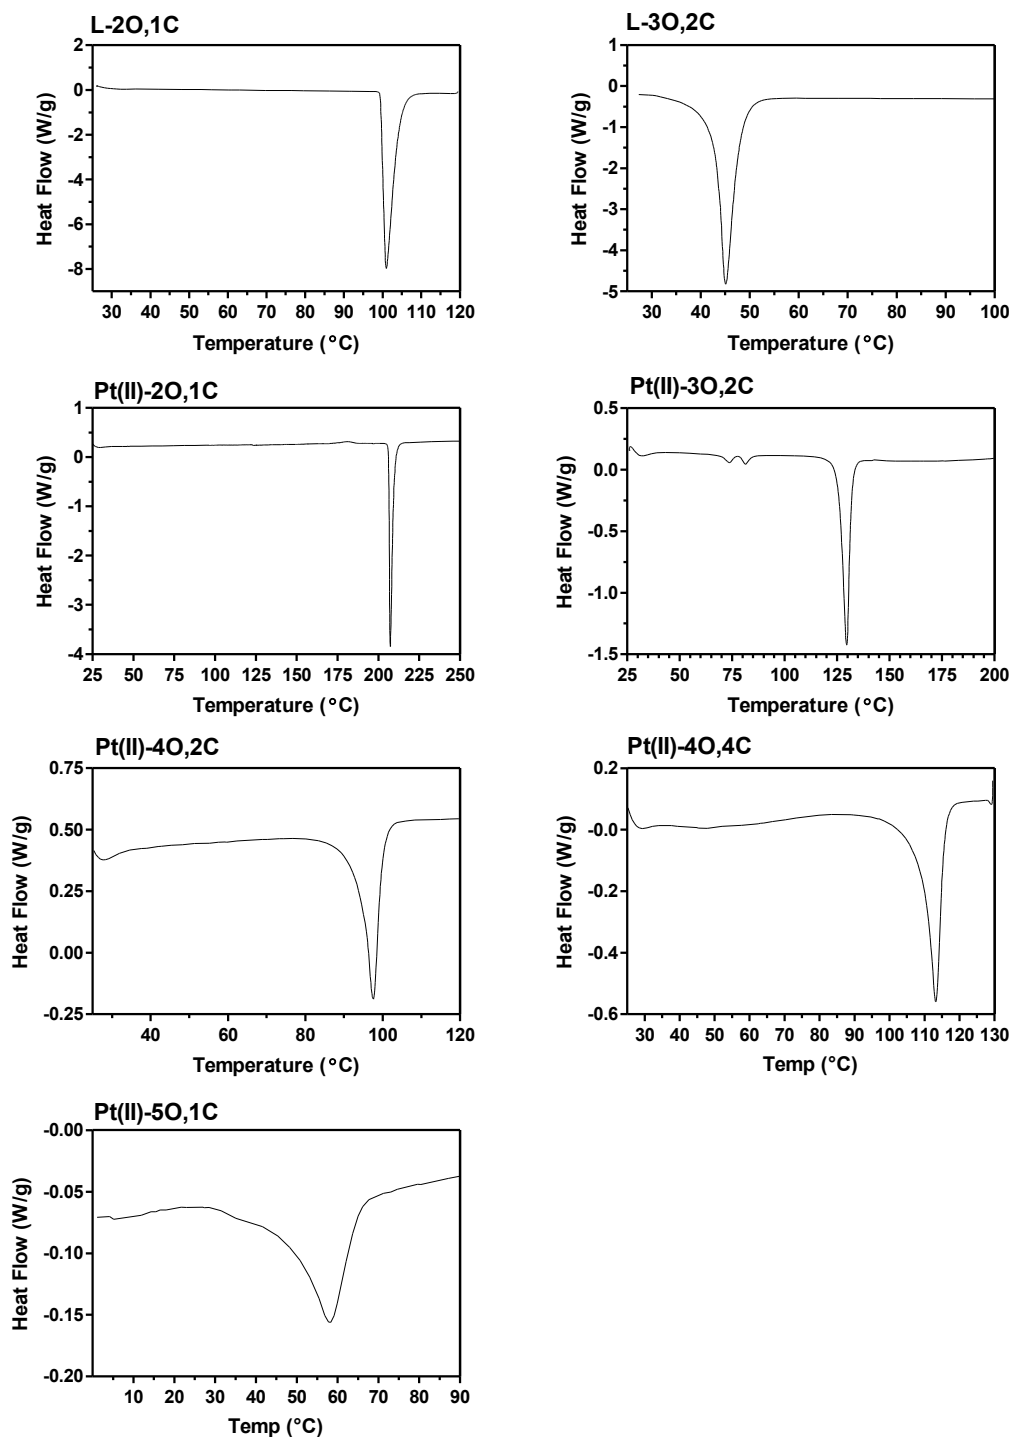 L-2O,1C
2
0
-2
-4
-6
-8
Heat Flow (W/g)
30 40 50 60 70 80 90 100 110 120
Temperature (°C)
L-3O,2C
1
0
-1
-2
-3
-4
-5
Heat Flow (W/g)
30 40 50 60 70 80 90 100
Temperature (°C)
Pt(II)-2O,1C
1
0
-1
-2
-3
-4
Heat Flow (W/g)
25 50 75 100 125 150 175 200 225 250
Temperature (°C)
Pt(II)-3O,2C
0.5
0.0
-0.5
-1.0
-1.5
Heat Flow (W/g)
25 50 75 100 125 150 175 200
Temperature (°C)
Pt(II)-4O,2C
0.75
0.50
0.25
0.00
-0.25
Heat Flow (W/g)
40 60 80 100 120
Temperature (°C)
Pt(II)-4O,4C
0.2
-0.0
-0.2
-0.4
-0.6
Heat Flow (W/g)
30 40 50 60 70 80 90 100 110 120 130
Temp (°C)
Pt(II)-5O,1C
-0.00
-0.05
-0.10
-0.15
-0.20
Heat Flow (W/g)
10 20 30 40 50 60 70 80 90
Temp (°C)